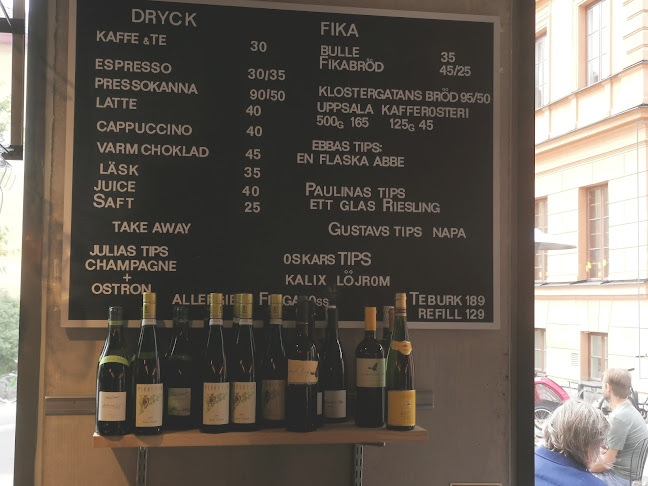 DRYCK
KAFFE &TE 30
ESPRESSO 30/35
PRESSOKANNA 90/50
LATTE 40
CAPPUCCINO 40
VARM CHOKLAD 45
LÄSK 35
JUICE 40
SAFT 25
TAKE AWAY
JULIAS TIPS
CHAMPAGNE
+
OSTRON
FIKA
BULLE 35
FIKABRÖD 45/25
KLOSTERGATANS BRÖD 95/50
UPPSALA KAFFEROSTERI
500G 165 125G 45
EBBAS TIPS:
EN FLASKA ABBE
PAULINAS TIPS
ETT GLAS RIESLING
GUSTAVS TIPS NAPA
OSKARS TIPS
KALIX LÖJROM
TEBURK 189
REFILL 129